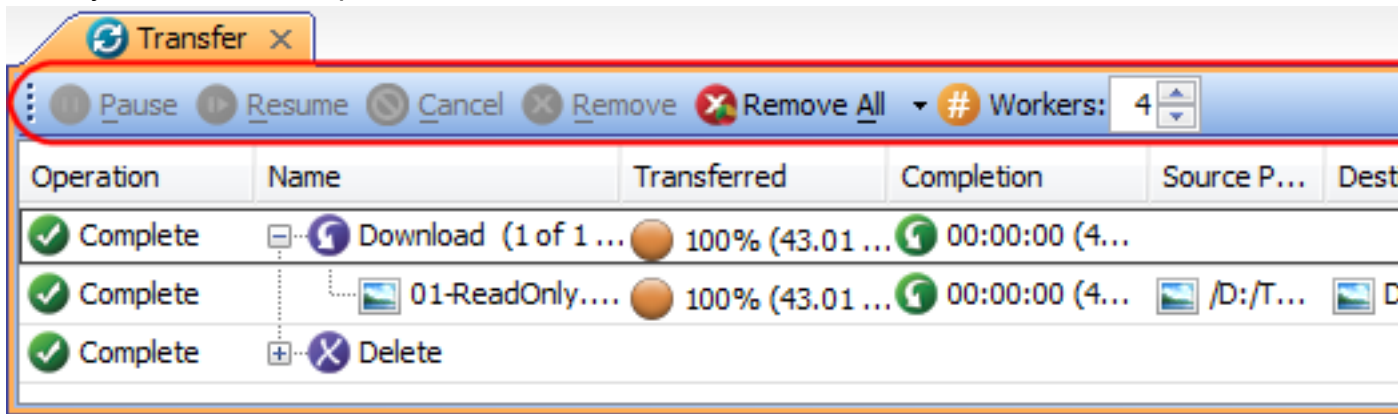 Transfer
Pause Resume Cancel Remove Remove All # Workers: 4
Operation Name Transferred Completion Source P... Dest
Complete Download (1 of 1 ... 100% (43.01 ... 00:00:00 (4...
Complete 01-ReadOnly.... 100% (43.01 ... 00:00:00 (4... /D:/T... D
Complete Delete